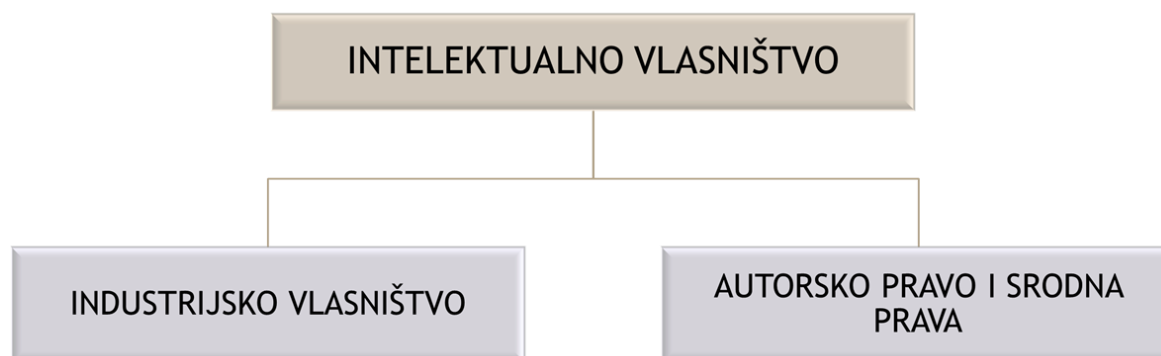 INTELEKTUALNO VLASNIŠTVO
INDUSTRIJSKO VLASNIŠTVO
AUTORSKO PRAVO I SRODNA
PRAVA